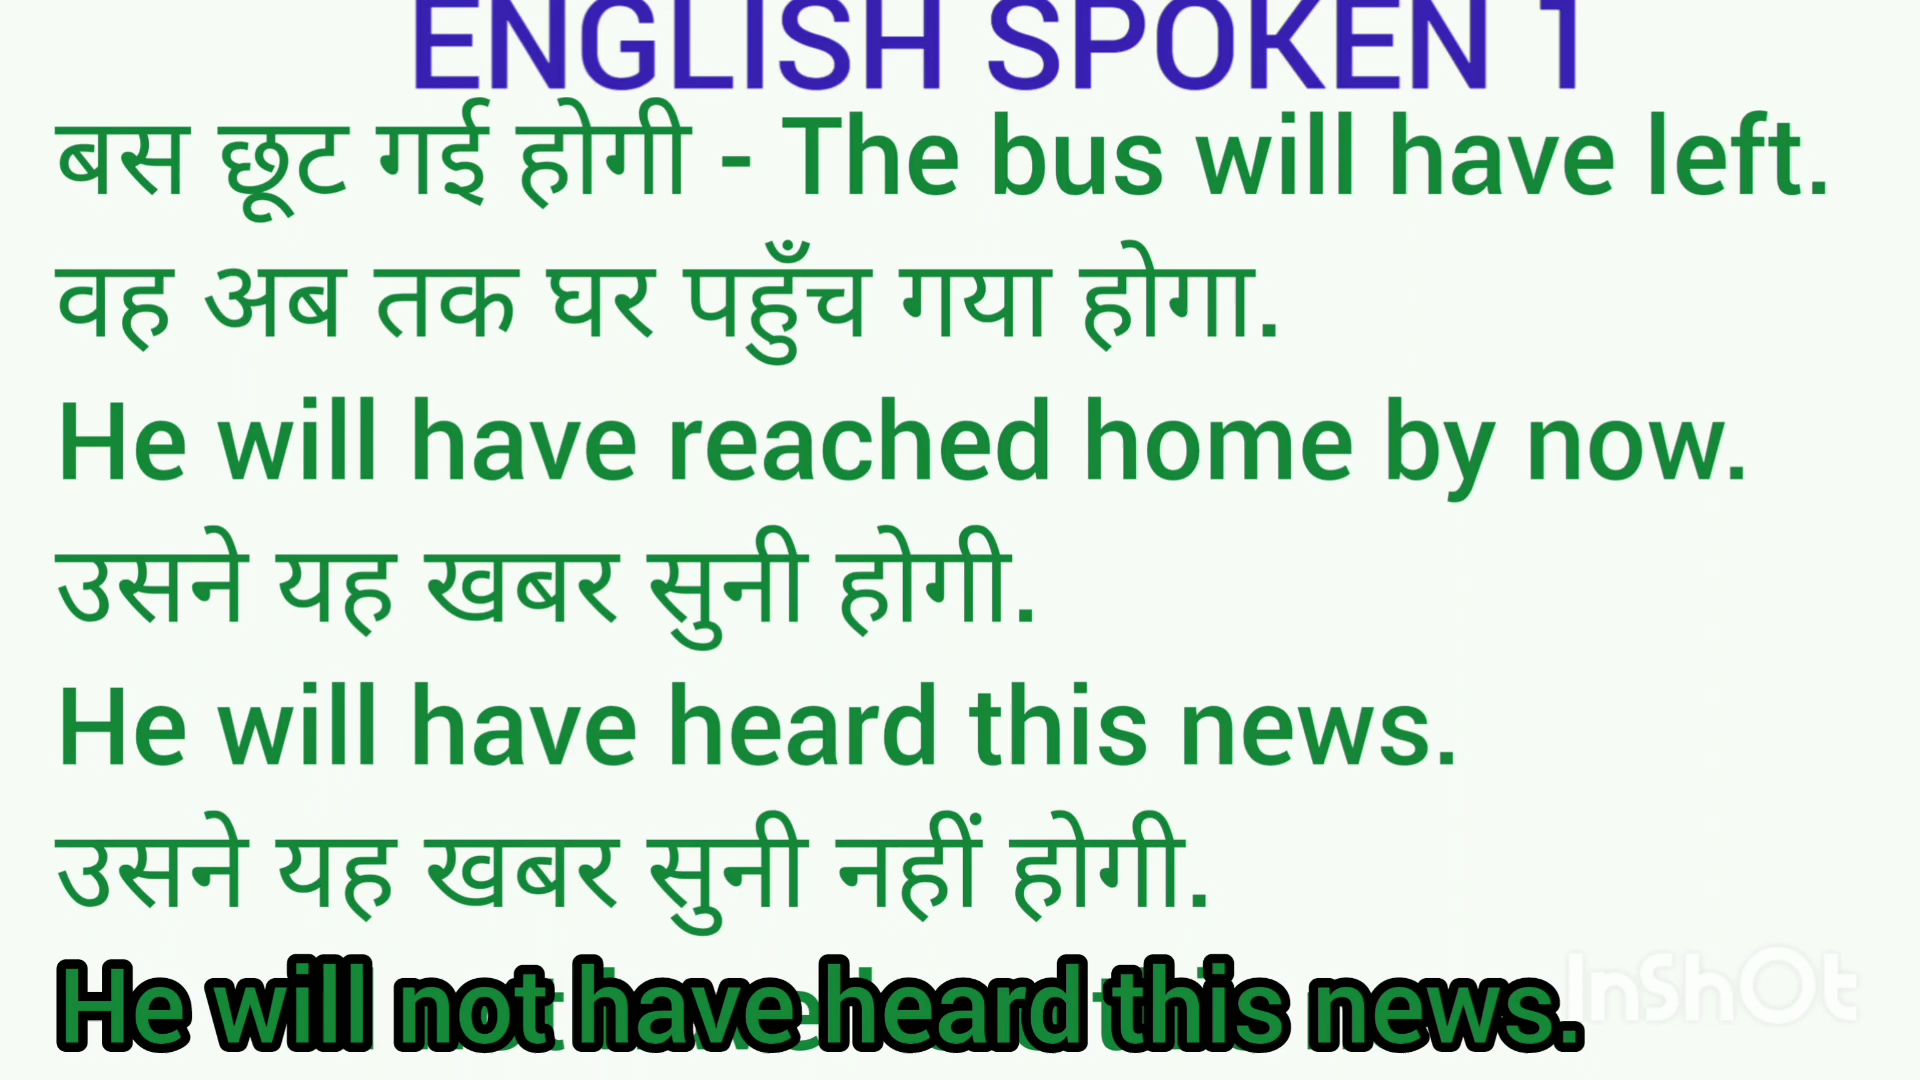 ENGLISH SPOKEN 1
बस छूट गई होगी - The bus will have left.
वह अब तक घर पहुँच गया होगा.
He will have reached home by now.
उसने यह खबर सुनी होगी.
He will have heard this news.
उसने यह खबर सुनी नहीं होगी.
He will not have heard this news.
InShOt